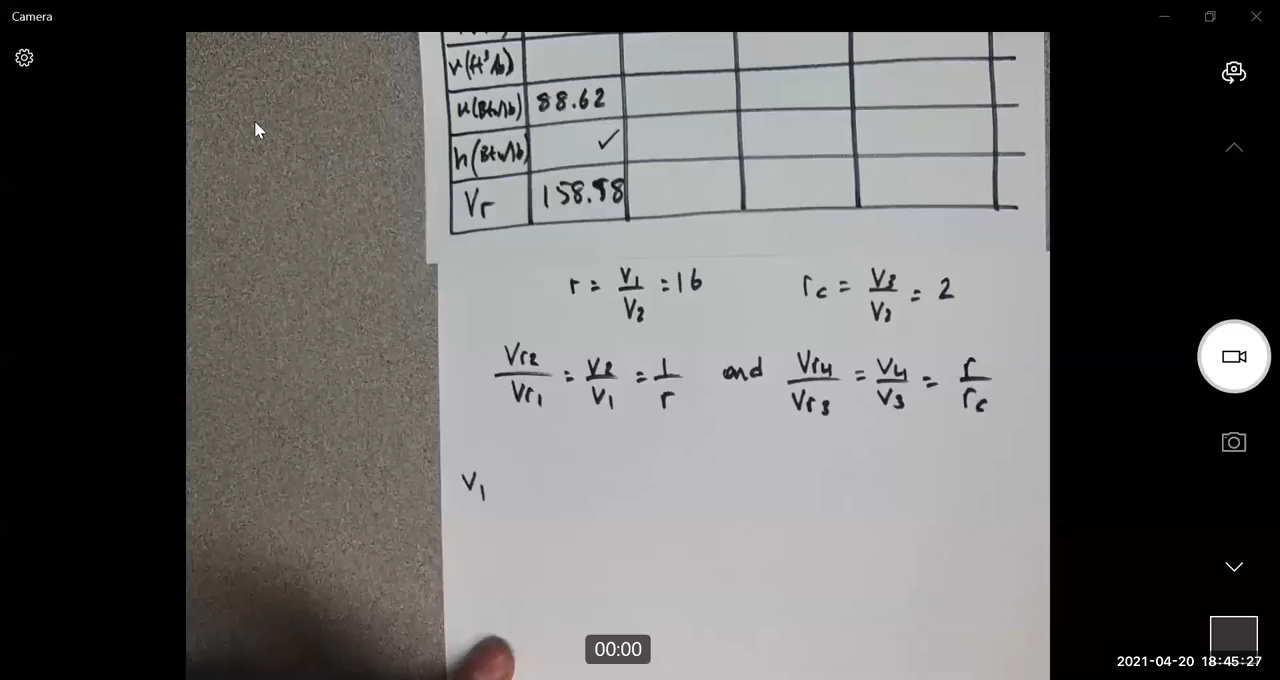 Camera
v(ft³/lb)
u(Btu/lb) 88.62
h(Btu/lb) ✓
Vr 158.58
r = V1/V2 = 16 rc = V3/V2 = 2
Vr2/Vr1 = V2/V1 = 1/r and Vr4/Vr3 = V4/V3 = r/rc
V1
00:00
2021-04-20 18:45:27